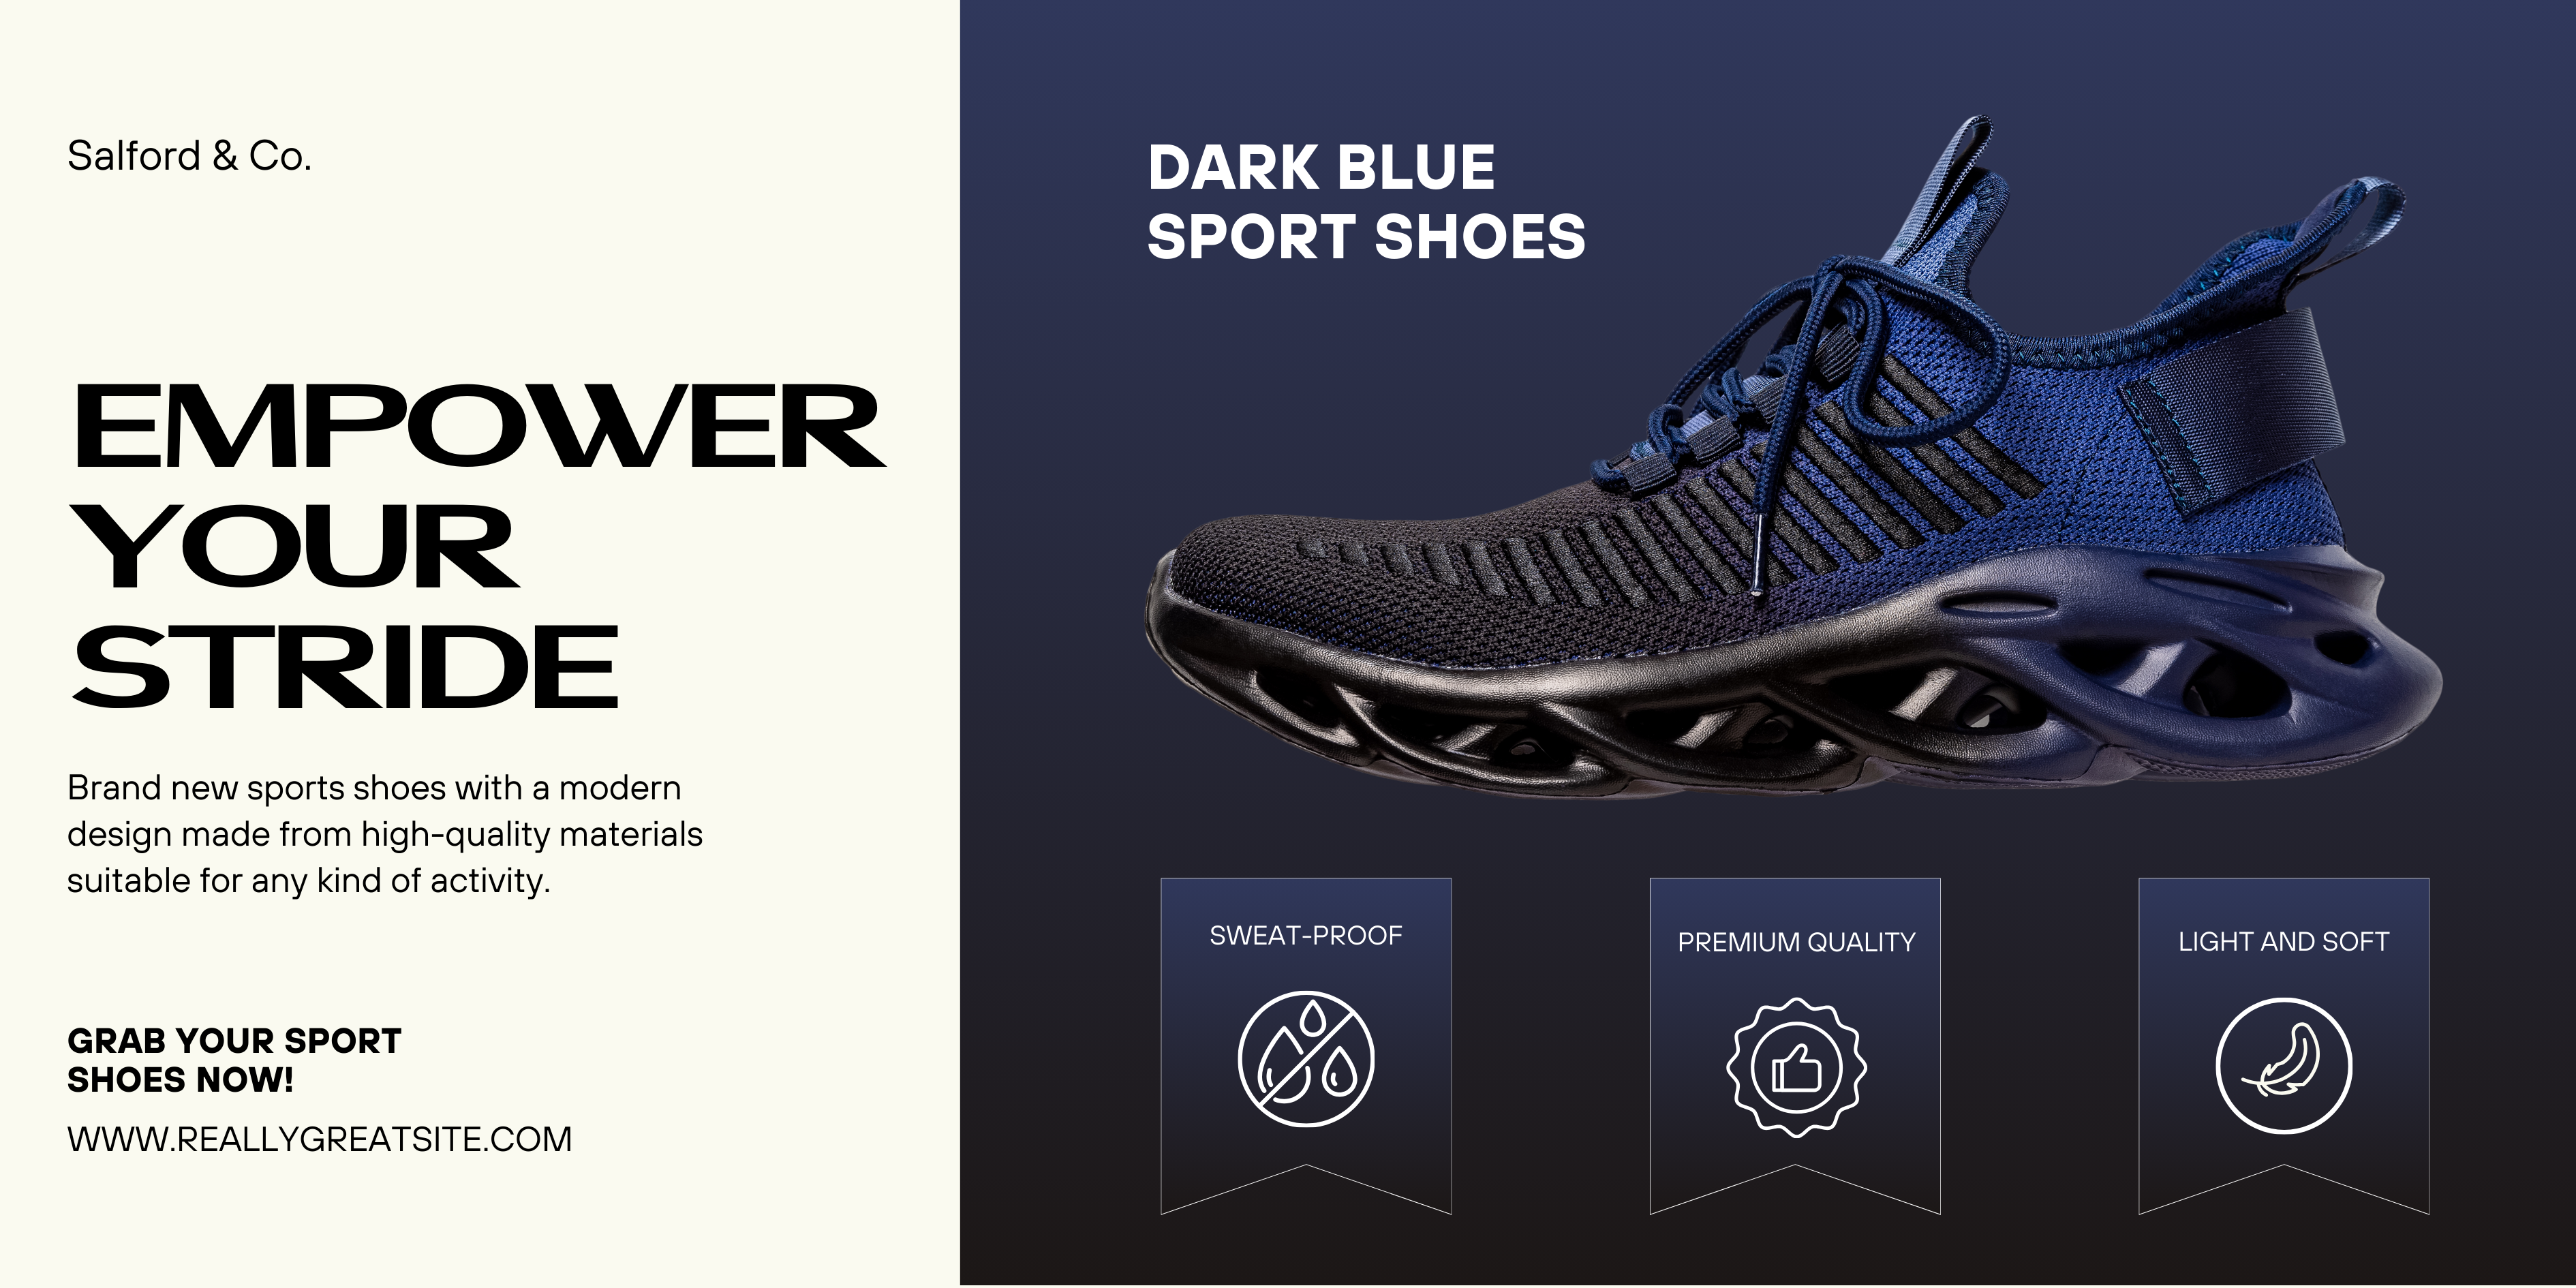 Salford & Co.
EMPOWER
YOUR
STRIDE
Brand new sports shoes with a modern
design made from high-quality materials
suitable for any kind of activity.
GRAB YOUR SPORT
SHOES NOW!
WWW.REALLYGREATSITE.COM
DARK BLUE
SPORT SHOES
SWEAT-PROOF
PREMIUM QUALITY
LIGHT AND SOFT